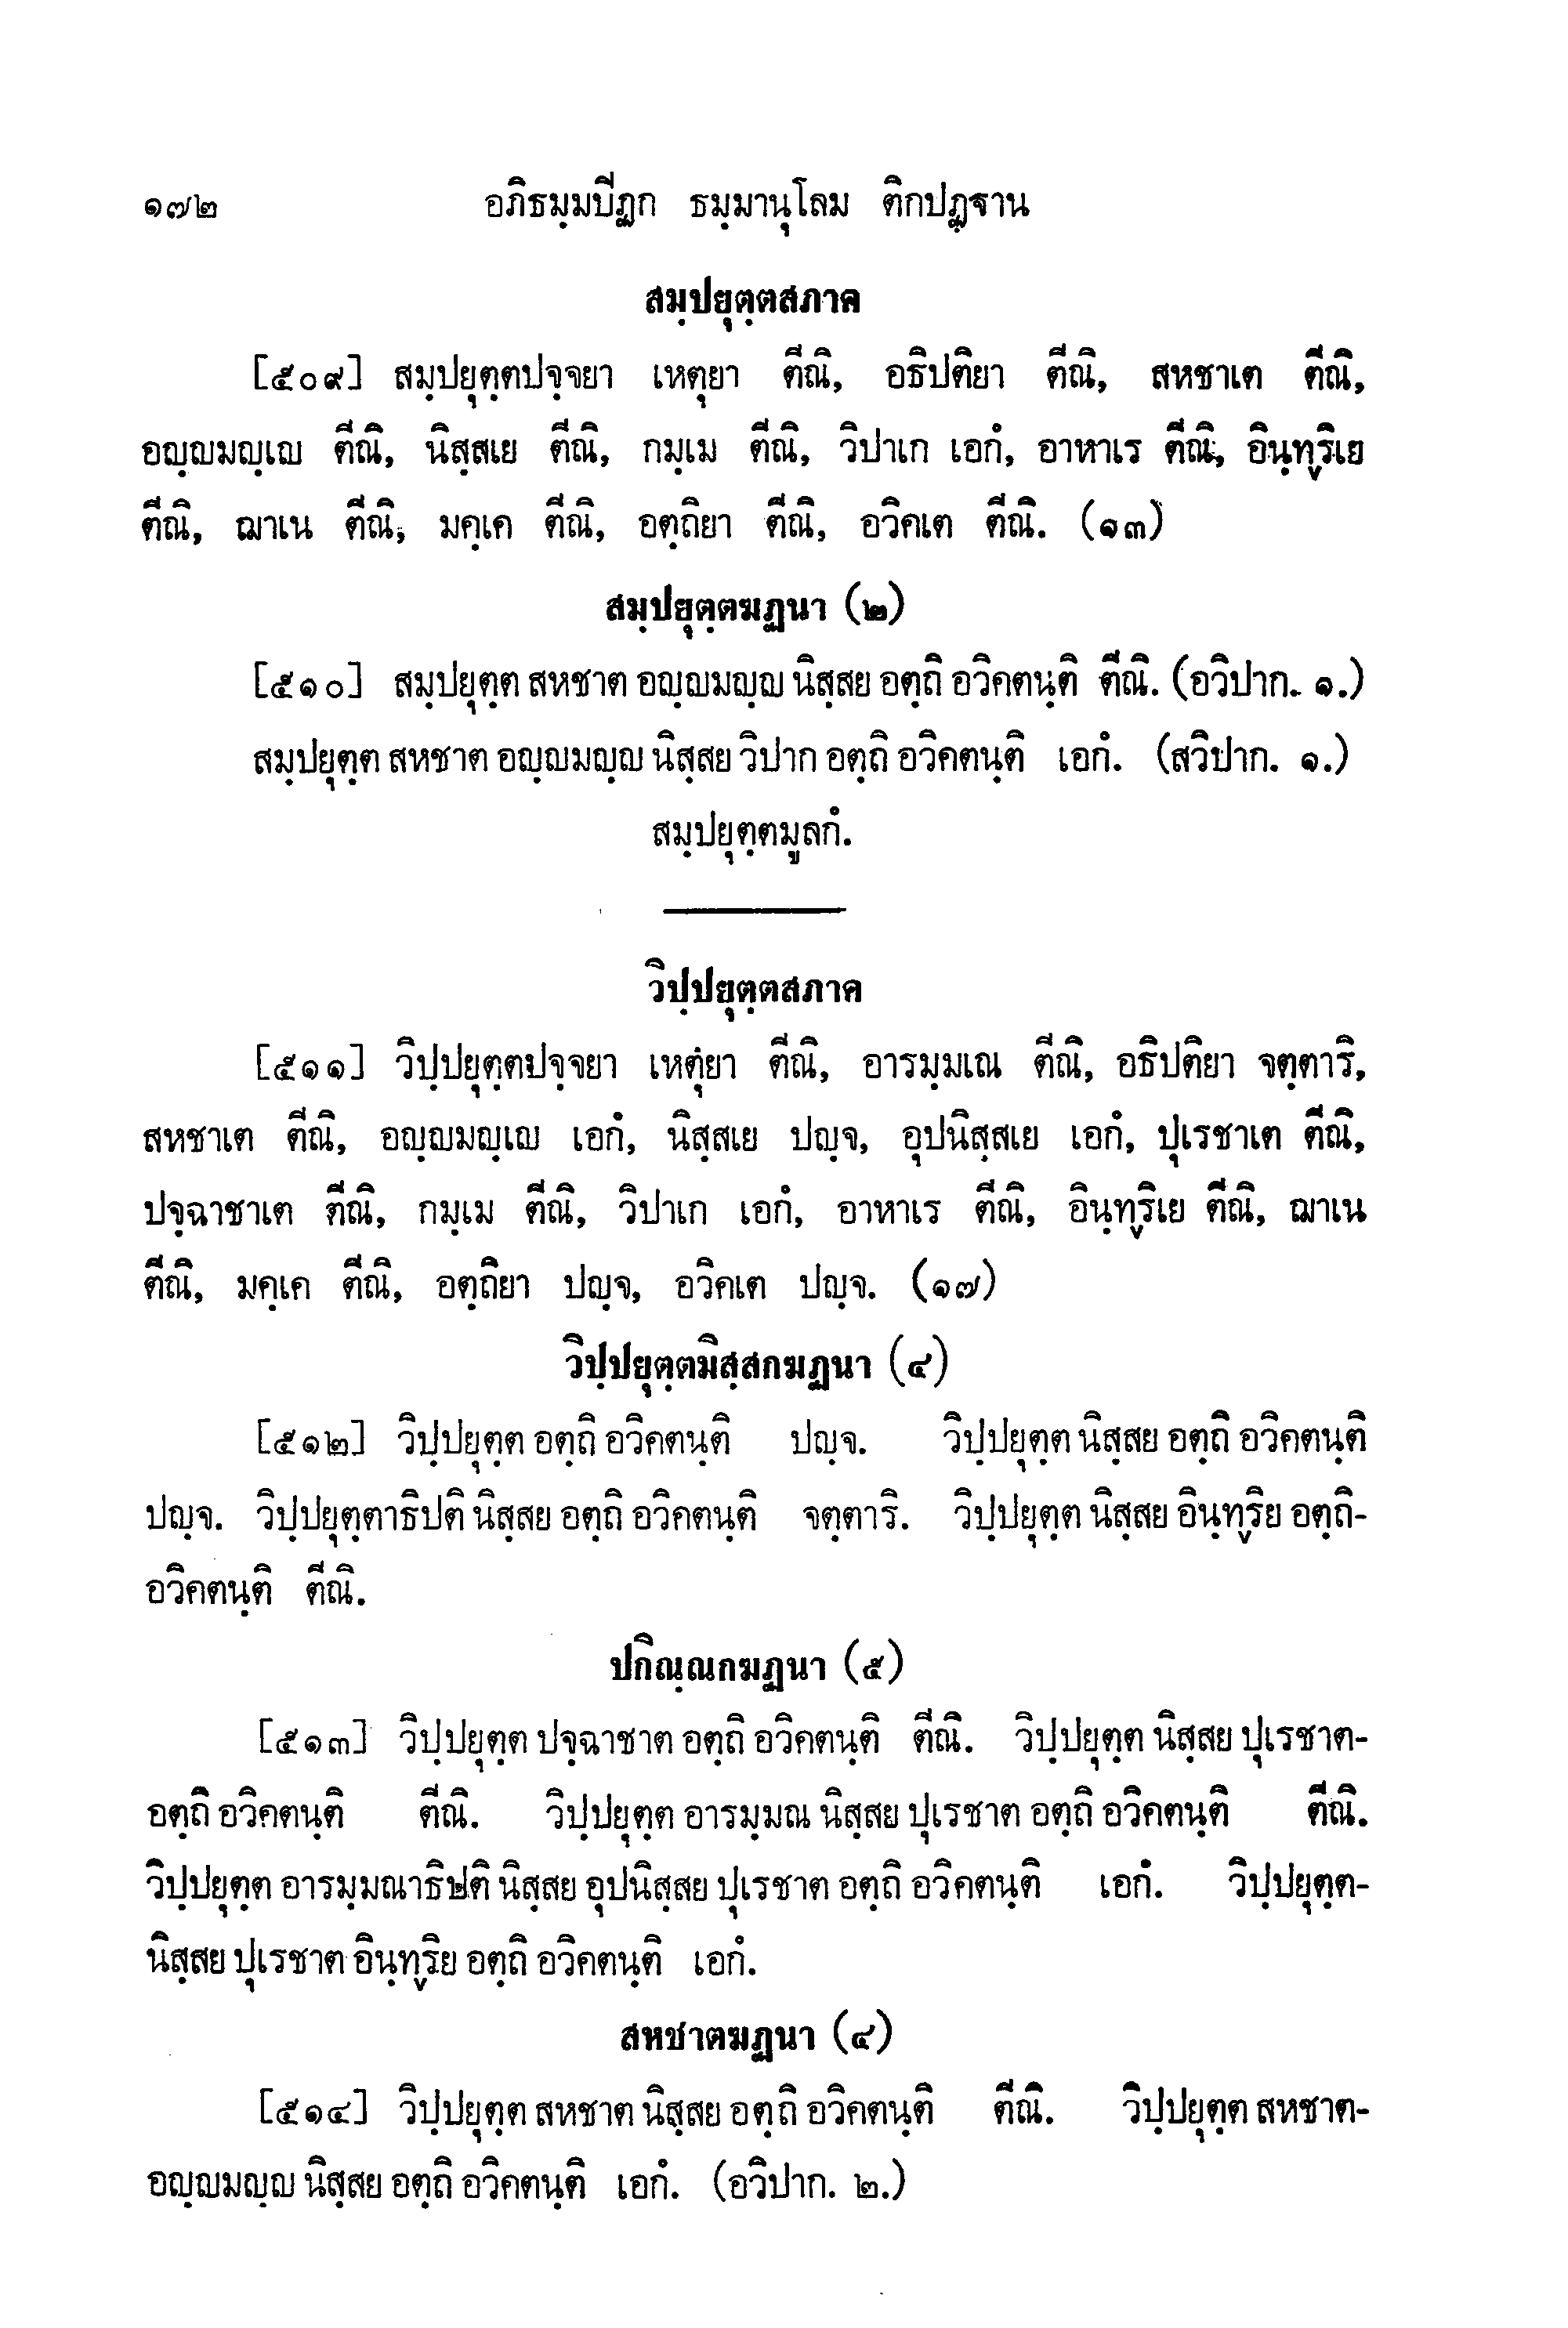 ๑๗๒ อภิธมฺมปีฏก ธมฺมานุโลม ติกปฏฺฐาน
สมฺปยุตฺตสภาค
[๕๐๙] สมฺปยุตฺตปจฺจยา เหตุยา ตีณิ, อธิปติยา ตีณิ, สหชาเต ตีณิ,
อญฺญมญฺเญ ตีณิ, นิสฺสเย ตีณิ, กมฺเม ตีณิ, วิปาเก เอกํ, อาหาเร ตีณิ, อินฺทฺริเย
ตีณิ, ฌาเน ตีณิ, มคฺเค ตีณิ, อตฺถิยา ตีณิ, อวิคเต ตีณิ. (๑๓)
สมฺปยุตฺตฆฏนา (๒)
[๕๑๐] สมฺปยุตฺต สหชาต อญฺญมญฺญ นิสฺสย อตฺถิ อวิคตนฺติ ตีณิ. (อวิปาก. ๑.)
สมฺปยุตฺต สหชาต อญฺญมญฺญ นิสฺสย วิปาก อตฺถิ อวิคตนฺติ เอกํ. (สวิปาก. ๑.)
สมฺปยุตฺตมูลกํ.
วิปฺปยุตฺตสภาค
[๕๑๑] วิปฺปยุตฺตปจฺจยา เหตุยา ตีณิ, อารมฺมเณ ตีณิ, อธิปติยา จตฺตาริ,
สหชาเต ตีณิ, อญฺญมญฺเญ เอกํ, นิสฺสเย ปญฺจ, อุปนิสฺสเย เอกํ, ปุเรชาเต ตีณิ,
ปจฺฉาชาเต ตีณิ, กมฺเม ตีณิ, วิปาเก เอกํ, อาหาเร ตีณิ, อินฺทฺริเย ตีณิ, ฌาเน
ตีณิ, มคฺเค ตีณิ, อตฺถิยา ปญฺจ, อวิคเต ปญฺจ. (๑๗)
วิปฺปยุตฺตมิสฺสกฆฏนา (๔)
[๕๑๒] วิปฺปยุตฺต อตฺถิ อวิคตนฺติ ปญฺจ. วิปฺปยุตฺต นิสฺสย อตฺถิ อวิคตนฺติ
ปญฺจ. วิปฺปยุตฺตาธิปติ นิสฺสย อตฺถิ อวิคตนฺติ จตฺตาริ. วิปฺปยุตฺต นิสฺสย อินฺทฺริย อตฺถิ-
อวิคตนฺติ ตีณิ.
ปกิณฺณกฆฏนา (๕)
[๕๑๓] วิปฺปยุตฺต ปจฺฉาชาต อตฺถิ อวิคตนฺติ ตีณิ. วิปฺปยุตฺต นิสฺสย ปุเรชาต-
อตฺถิ อวิคตนฺติ ตีณิ. วิปฺปยุตฺต อารมฺมณ นิสฺสย ปุเรชาต อตฺถิ อวิคตนฺติ ตีณิ.
วิปฺปยุตฺต อารมฺมณาธิปติ นิสฺสย อุปนิสฺสย ปุเรชาต อตฺถิ อวิคตนฺติ เอกํ. วิปฺปยุตฺต-
นิสฺสย ปุเรชาต อินฺทฺริย อตฺถิ อวิคตนฺติ เอกํ.
สหชาตฆฏนา (๔)
[๕๑๔] วิปฺปยุตฺต สหชาต นิสฺสย อตฺถิ อวิคตนฺติ ตีณิ. วิปฺปยุตฺต สหชาต-
อญฺญมญฺญ นิสฺสย อตฺถิ อวิคตนฺติ เอกํ. (อวิปาก. ๒.)